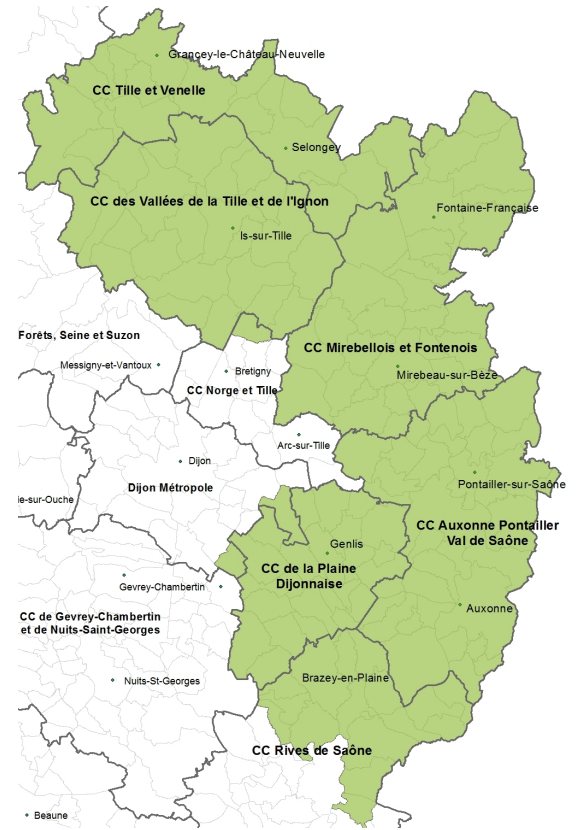 Grancey-le-Château-Neuvelle
CC Tille et Venelle
Selongey
CC des Vallées de la Tille et de l'Ignon
Fontaine-Française
Is-sur-Tille
Forêts, Seine et Suzon
CC Mirebellois et Fontenois
Messigny-et-Vantoux
Bretigny
Mirebeau-sur-Bèze
CC Norge et Tille
Arc-sur-Tille
Dijon
Pontailler-sur-Saône
Dijon Métropole
ie-sur-Ouche
CC Auxonne Pontailler
Val de Saône
Genlis
CC de la Plaine
Dijonnaise
Gevrey-Chambertin
Auxonne
CC de Gevrey-Chambertin
et de Nuits-Saint-Georges
Brazey-en-Plaine
Nuits-St-Georges
CC Rives de Saône
Beaune